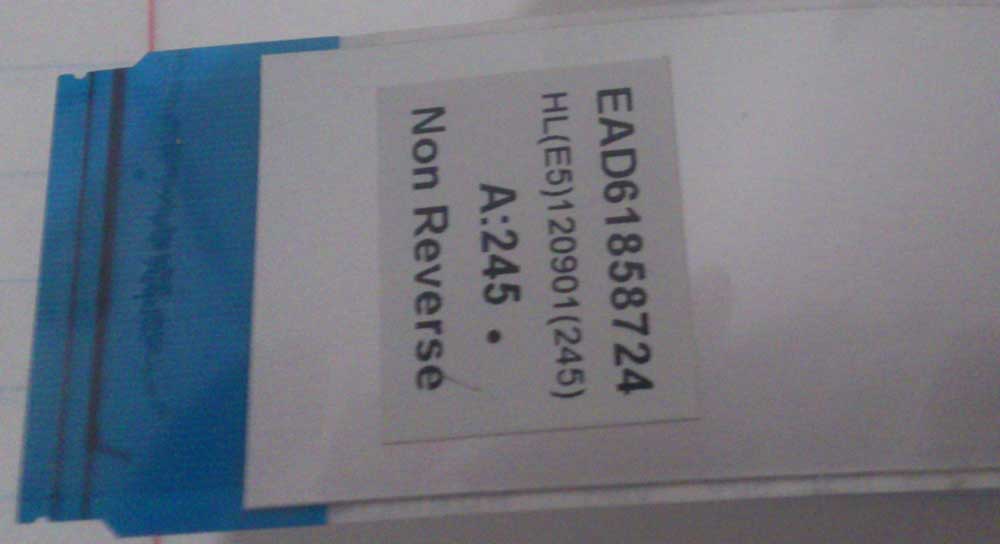 EAD61858724
HL(E5)120901(245)
A:245 •
Non Reverse